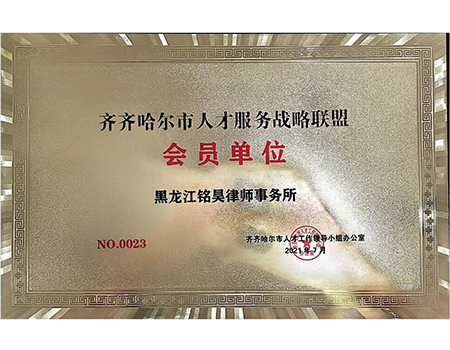 齐齐哈尔市人才服务战略联盟
会员单位
黑龙江铭昊律师事务所
NO.0023
齐齐哈尔市人才工作领导小组办公室
2021年7月